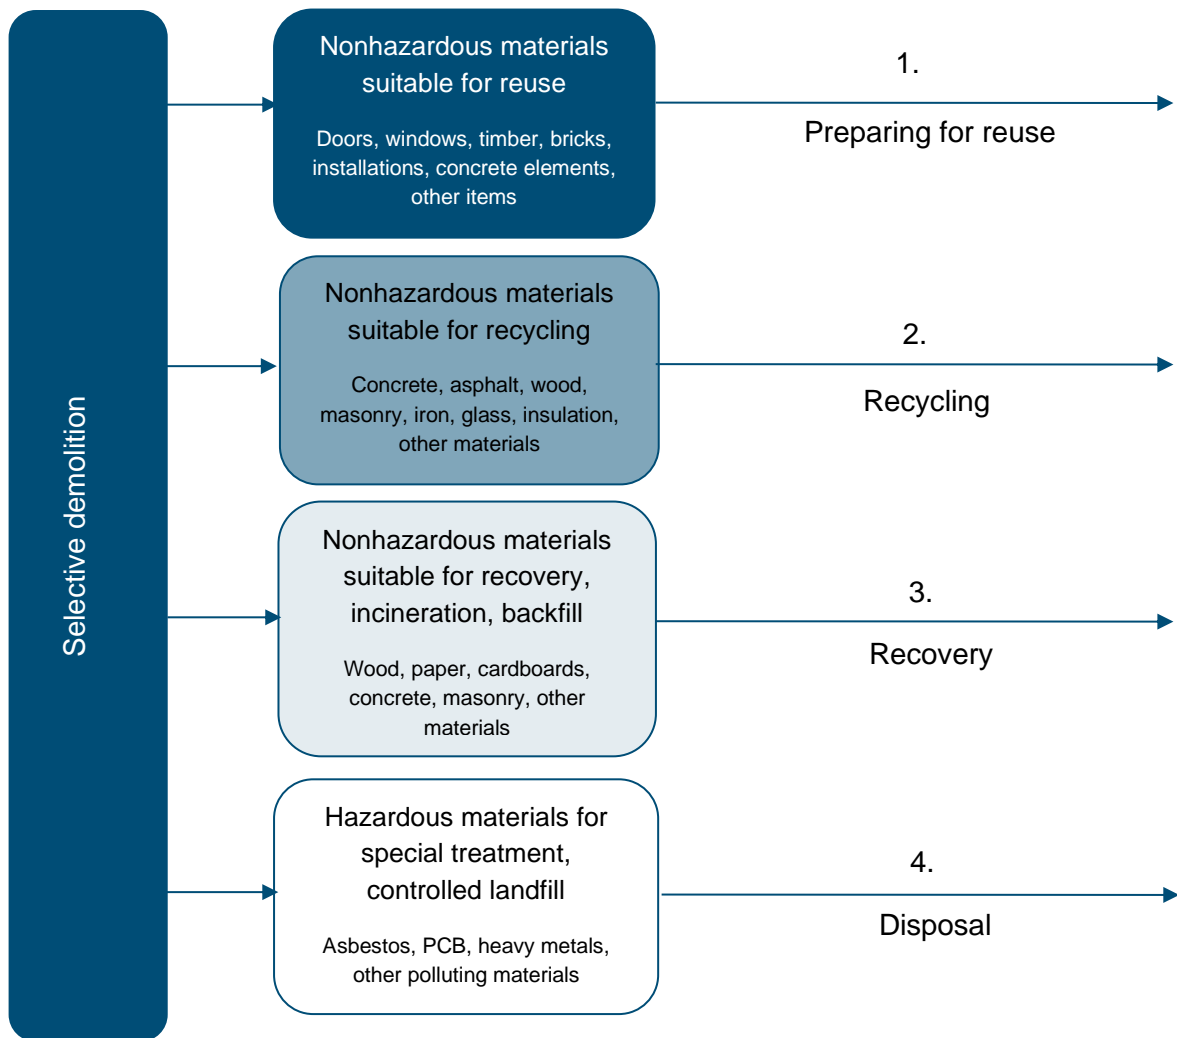 Selective demolition
Nonhazardous materials
suitable for reuse
Doors, windows, timber, bricks,
installations, concrete elements,
other items
1.
Preparing for reuse
Nonhazardous materials
suitable for recycling
Concrete, asphalt, wood,
masonry, iron, glass, insulation,
other materials
2.
Recycling
Nonhazardous materials
suitable for recovery,
incineration, backfill
Wood, paper, cardboards,
concrete, masonry, other
materials
3.
Recovery
Hazardous materials for
special treatment,
controlled landfill
Asbestos, PCB, heavy metals,
other polluting materials
4.
Disposal